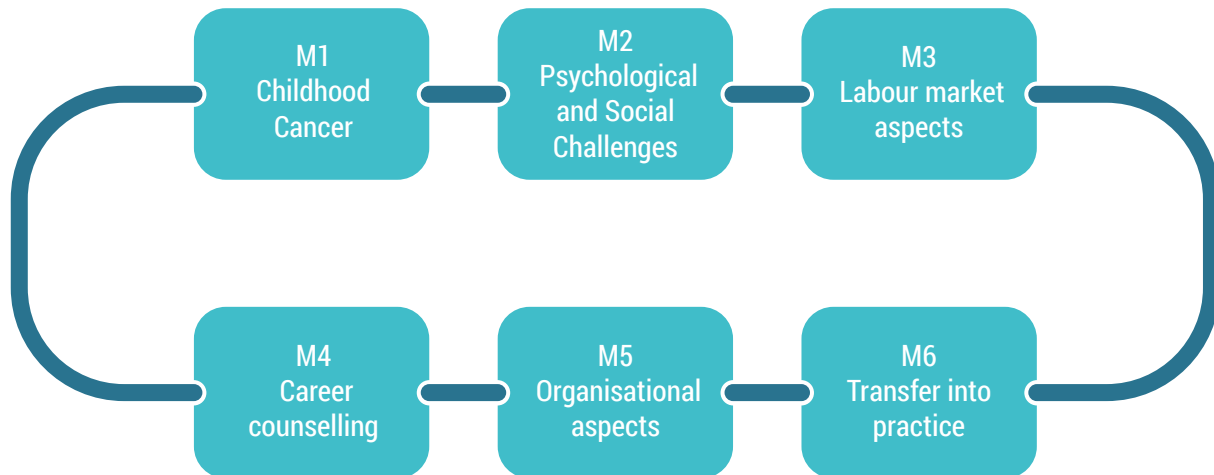 M1
Childhood
Cancer
M2
Psychological
and Social
Challenges
M3
Labour market
aspects
M4
Career
counselling
M5
Organisational
aspects
M6
Transfer into
practice